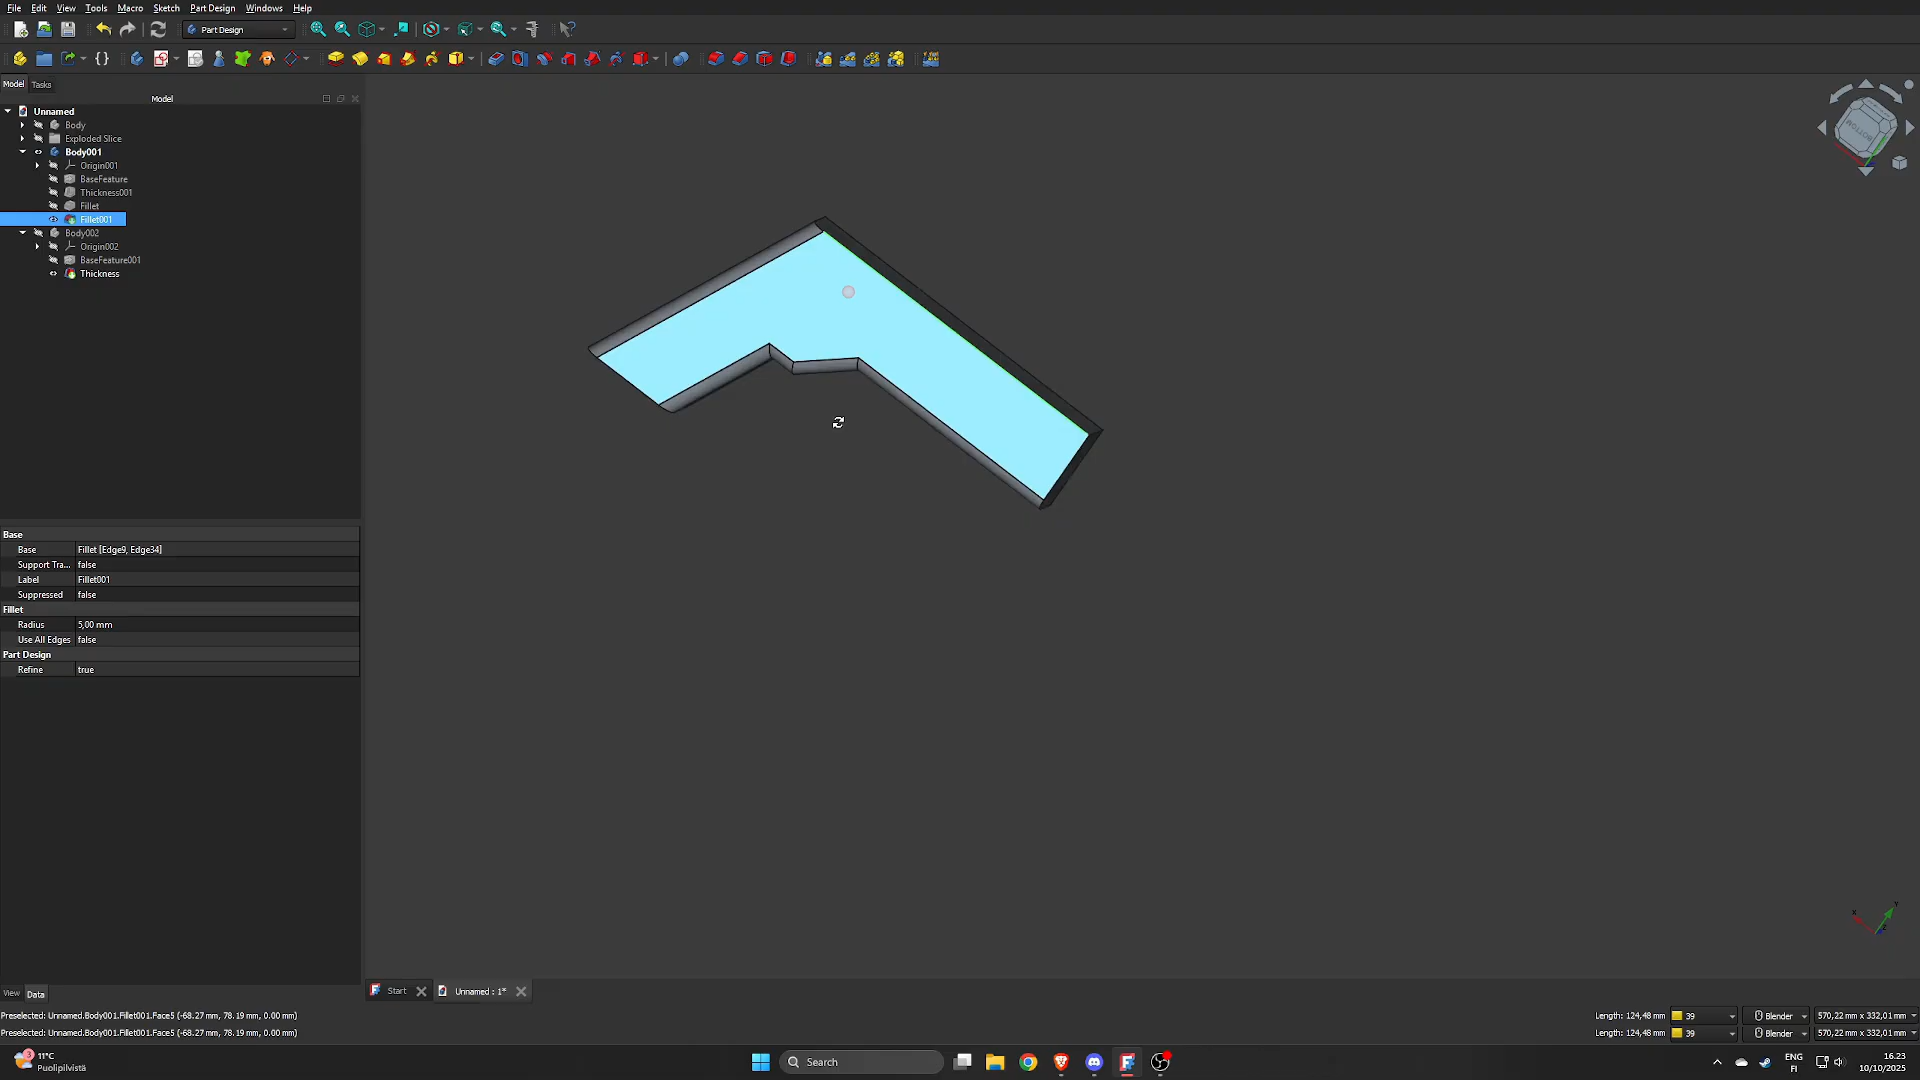 File Edit View Tools Macro Sketch Part Design Windows Help
Part Design
Model Tasks
Model
Unnamed
Body
Exploded Slice
Body001
Origin001
BaseFeature
Thickness001
Fillet
Fillet001
Body002
Origin002
BaseFeature001
Thickness
BOTTOM
Base
Base Fillet [Edge9, Edge34]
Support Tra... false
Label Fillet001
Suppressed false
Fillet
Radius 5,00 mm
Use All Edges false
Part Design
Refine true
X Y Z
View Data
Start Unnamed : 1*
Preselected: Unnamed.Body001.Fillet001.Face5 (-68.27 mm, 78.19 mm, 0.00 mm) Length: 124,48 mm 39 Blender 570,22 mm x 332,01 mm
Preselected: Unnamed.Body001.Fillet001.Face5 (-68.27 mm, 78.19 mm, 0.00 mm) Length: 124,48 mm 39 Blender 570,22 mm x 332,01 mm
3 11°C
Puolipilvistä
Search
ENG
FI
16.23
10/10/2025